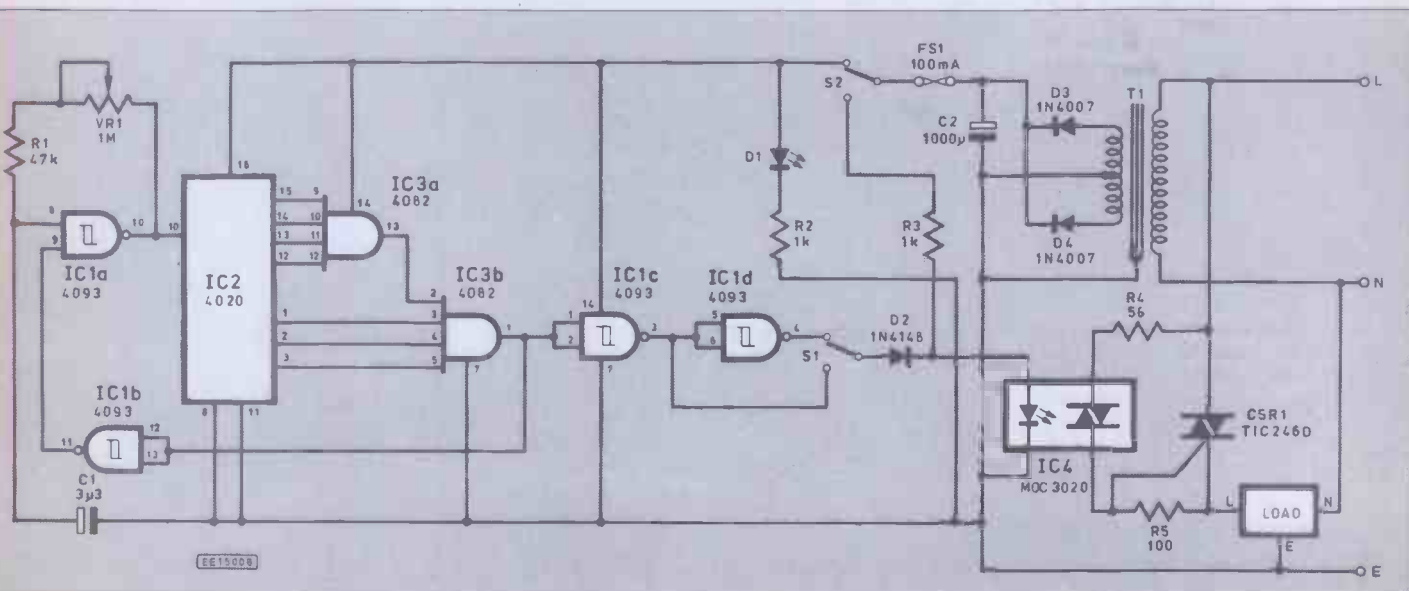 FS1
100mA
S2
D3
1N4007
T1
L
VR1
1M
R1
47k
C2
1000µ
D1
16
IC3a
4082
15
9
14
14
10
13
11
12
12
13
8
9
10
10
IC1a
4093
IC2
4020
R2
1k
R3
1k
D4
1N4007
IC3b
4082
IC1c
4093
IC1d
4093
N
R4
56
2
1
3
2
4
3
5
1
7
14
1
2
3
7
5
6
4
S1
D2
1N4148
IC1b
4093
8
11
11
12
13
C1
3µ3
CSR1
TIC246D
IC4
MOC3020
R5
100
L
LOAD
N
E
E
EE1500B